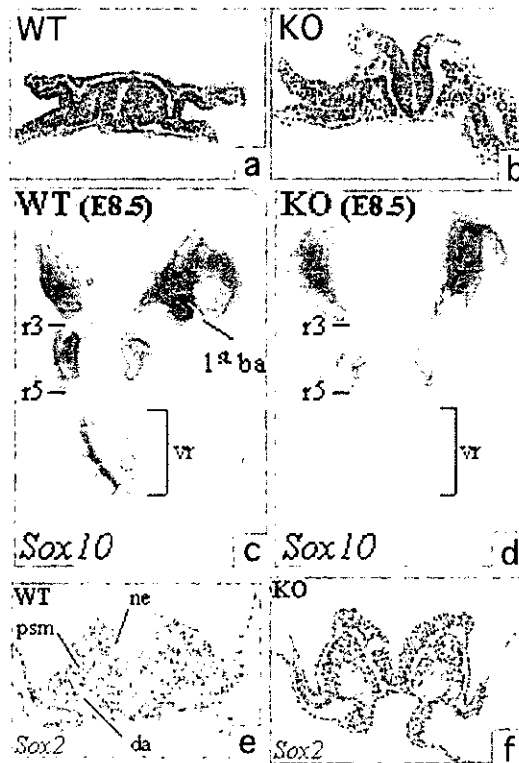 WT
KO
a
b
WT (E8.5)
KO (E8.5)
r3
r3
1st ba
r5
r5
vr
vr
Sox10
c
Sox10
d
WT
ne
KO
psm
da
Sox2
e
Sox2
f